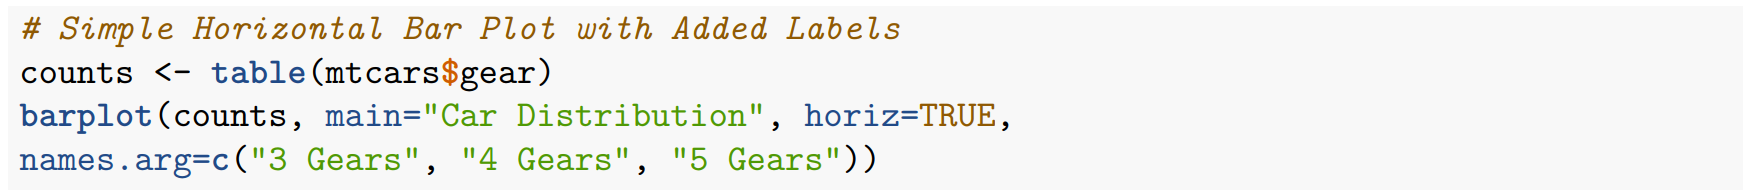 # Simple Horizontal Bar Plot with Added Labels
counts <- table(mtcars$gear)
barplot(counts, main="Car Distribution", horiz=TRUE,
names.arg=c("3 Gears", "4 Gears", "5 Gears"))